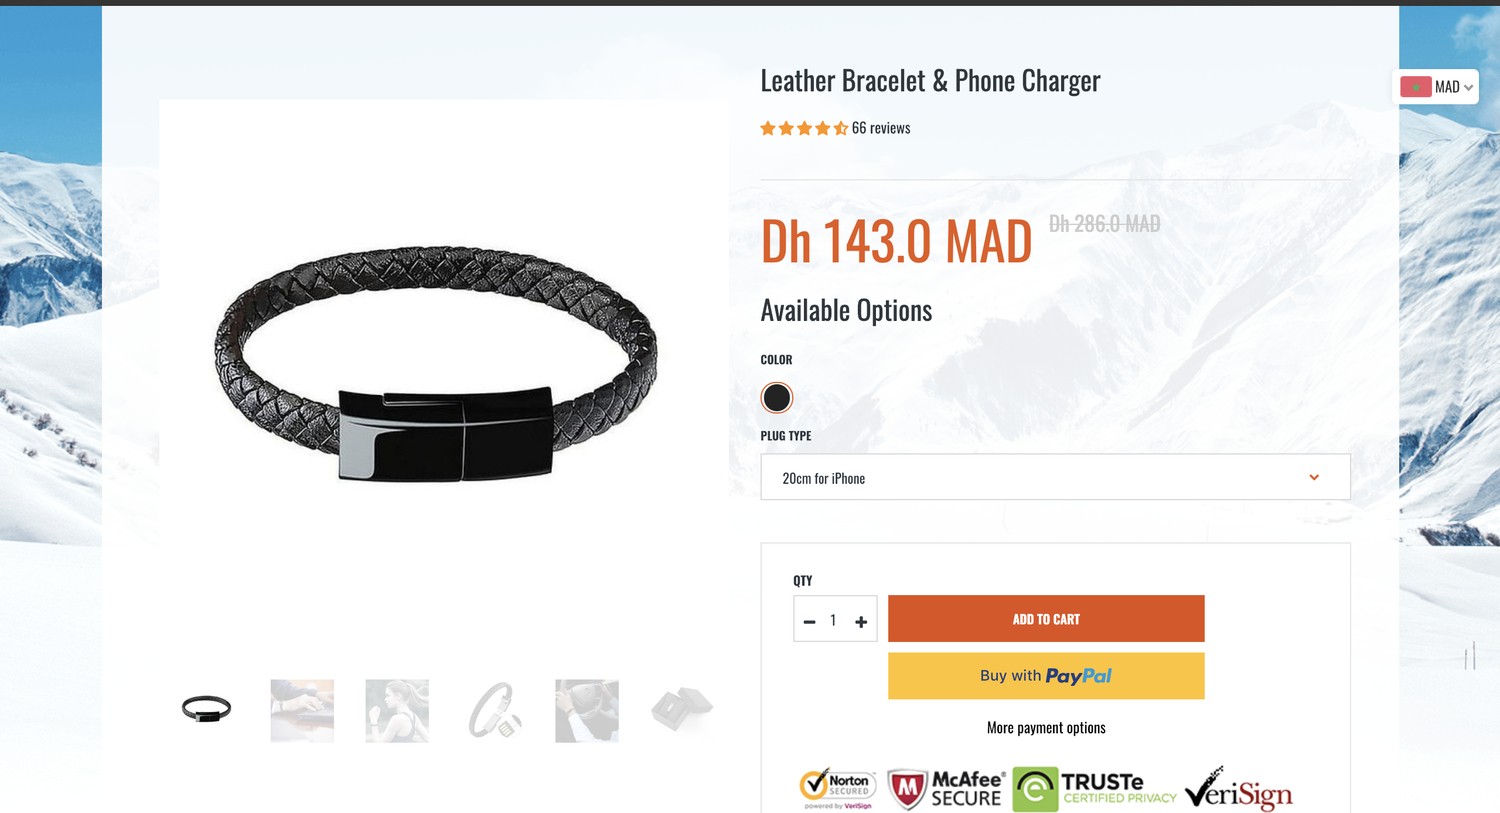 Leather Bracelet & Phone Charger
MAD
66 reviews
Dh 143.0 MAD Dh 286.0 MAD
Available Options
COLOR
PLUG TYPE
20cm for iPhone
QTY
1
ADD TO CART
Buy with PayPal
More payment options
Norton
SECURED
powered by VeriSign
McAfee
SECURE
TRUSTe
CERTIFIED PRIVACY
VeriSign